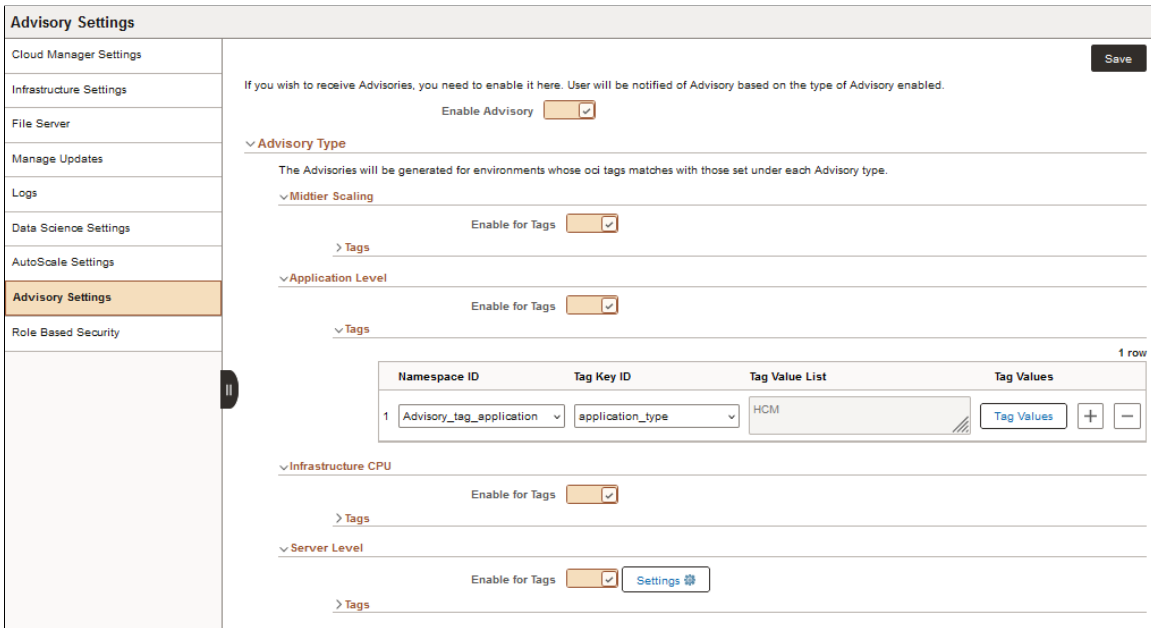 Advisory Settings
Cloud Manager Settings
Infrastructure Settings
File Server
Manage Updates
Logs
Data Science Settings
AutoScale Settings
Advisory Settings
Role Based Security
Save
If you wish to receive Advisories, you need to enable it here. User will be notified of Advisory based on the type of Advisory enabled.
Enable Advisory
Advisory Type
The Advisories will be generated for environments whose oci tags matches with those set under each Advisory type.
Midtier Scaling
Enable for Tags
Tags
Application Level
Enable for Tags
Tags
1 row
Namespace ID Tag Key ID Tag Value List Tag Values
1 Advisory_tag_application application_type HCM Tag Values
Infrastructure CPU
Enable for Tags
Tags
Server Level
Enable for Tags Settings
Tags